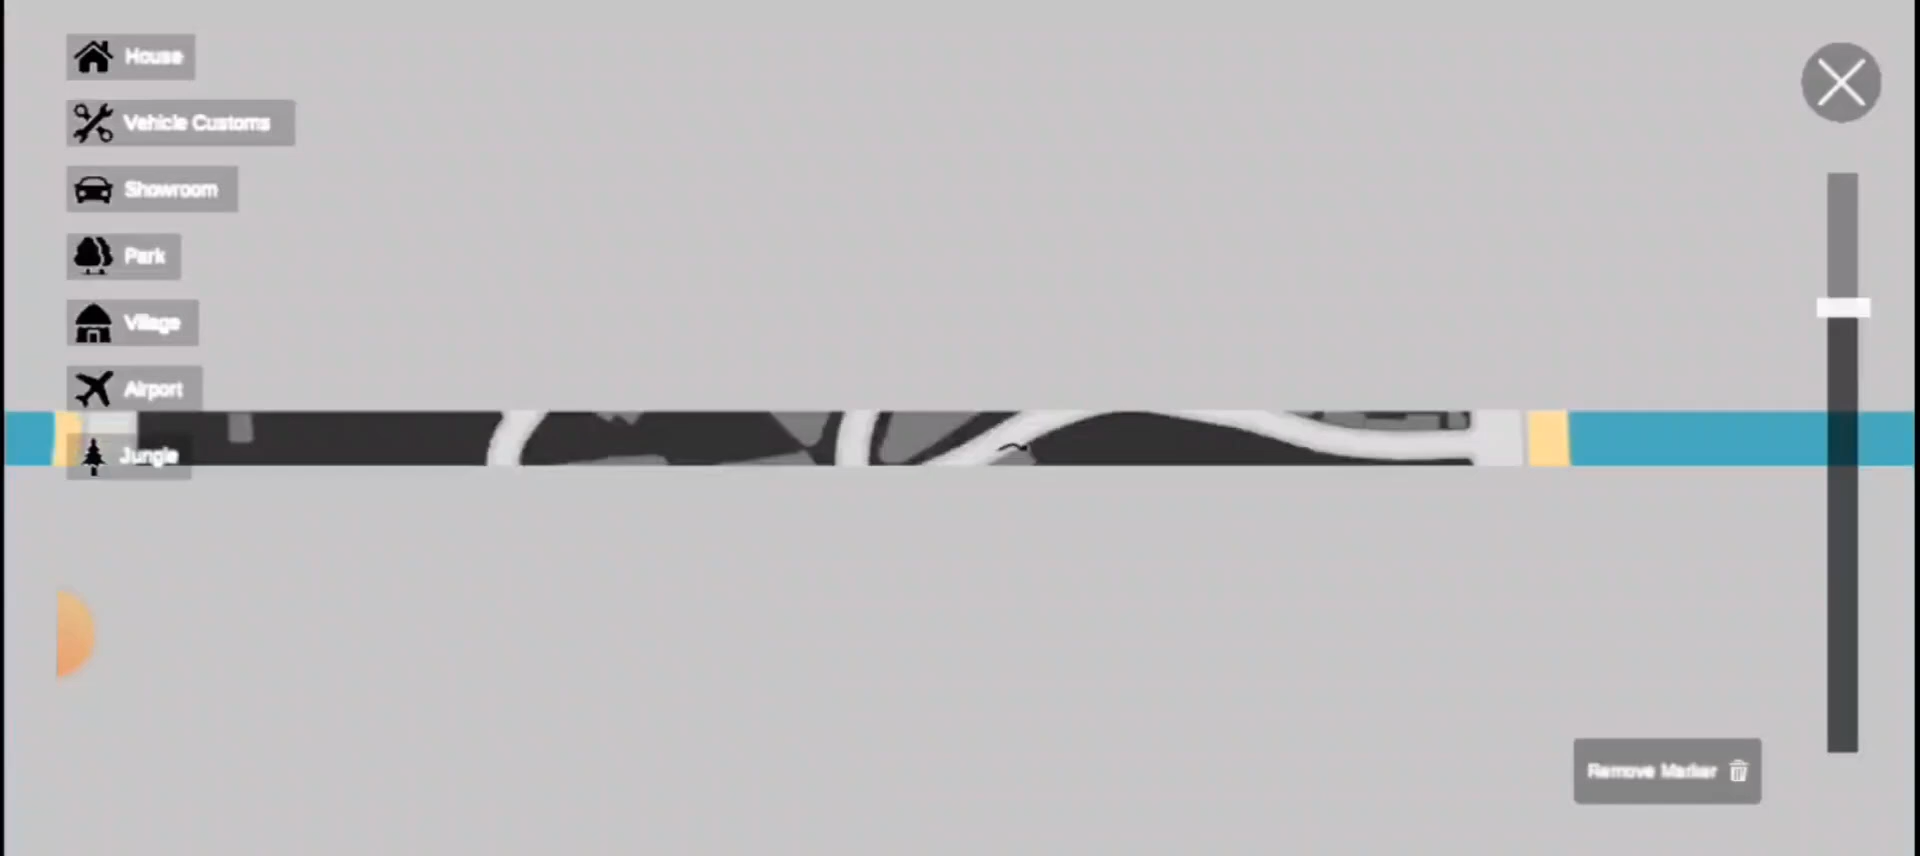 House
Vehicle Customs
Showroom
Park
Village
Airport
Jungle
Remove Marker